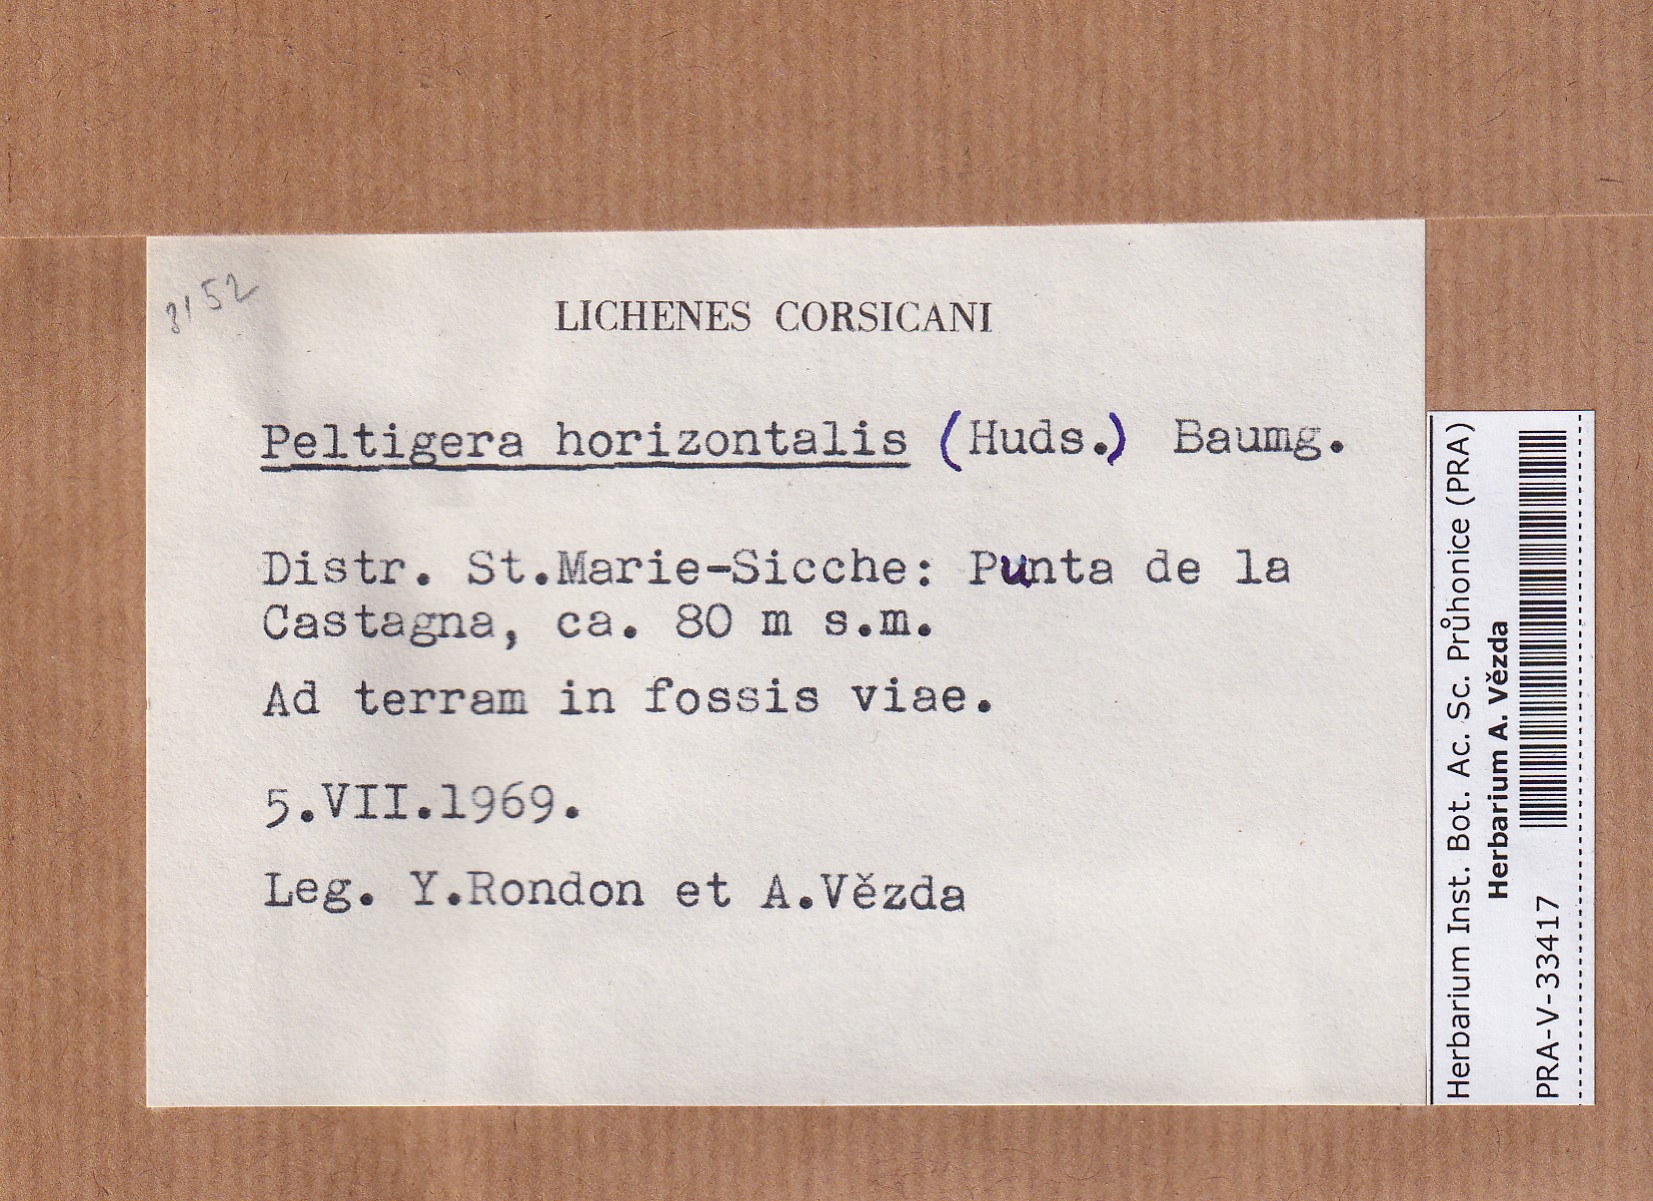 3152
LICHENES CORSICANI
Peltigera horizontalis (Huds.) Baumg.
Distr. St.Marie-Sicche: Punta de la
Castagna, ca. 80 m s.m.
Ad terram in fossis viae.
5.VII.1969.
Leg. Y.Rondon et A.Vězda
Herbarium Inst. Bot. Ac. Sc. Průhonice (PRA)
Herbarium A. Vězda
PRA-V-33417